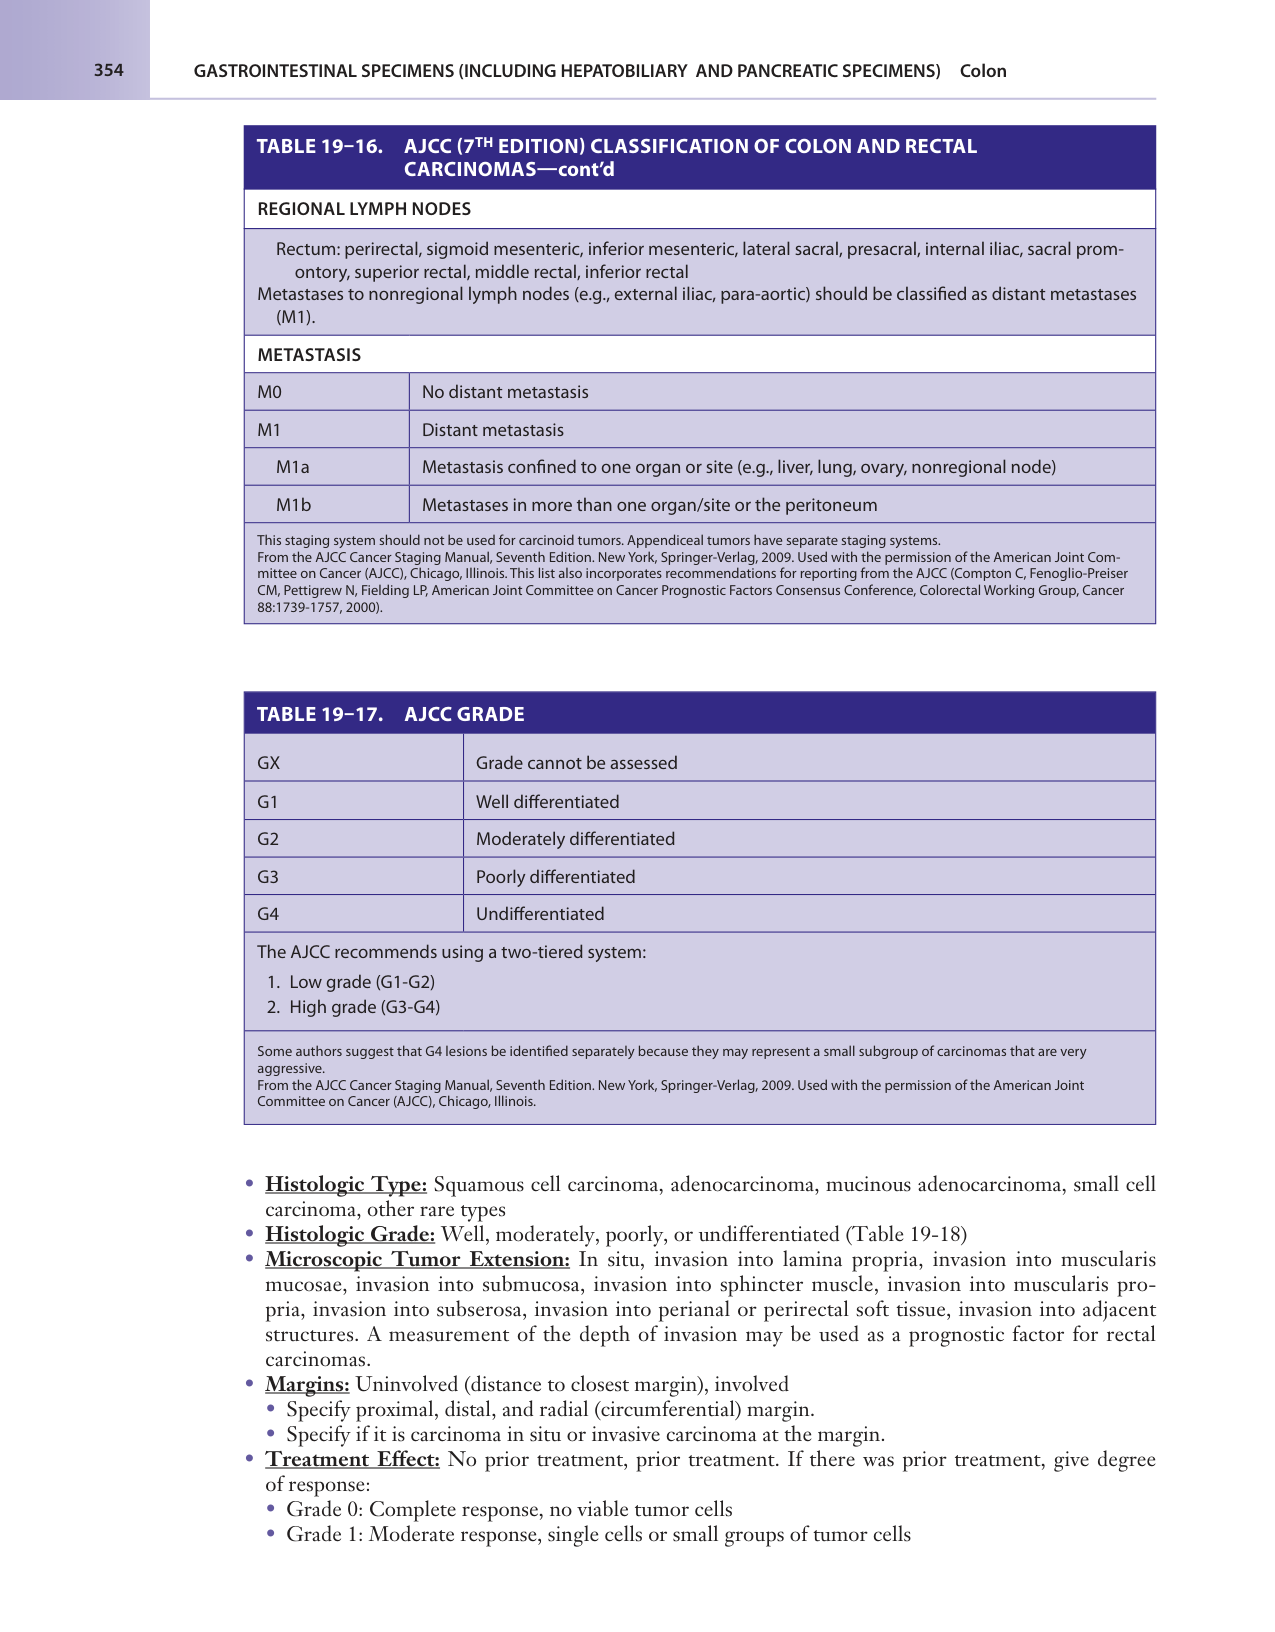 354
GASTROINTESTINAL SPECIMENS (INCLUDING HEPATOBILIARY AND PANCREATIC SPECIMENS) Colon
TABLE 19–16. AJCC (7TH EDITION) CLASSIFICATION OF COLON AND RECTAL
CARCINOMAS—cont’d
REGIONAL LYMPH NODES
Rectum: perirectal, sigmoid mesenteric, inferior mesenteric, lateral sacral, presacral, internal iliac, sacral prom-
ontory, superior rectal, middle rectal, inferior rectal
Metastases to nonregional lymph nodes (e.g., external iliac, para-aortic) should be classified as distant metastases
(M1).
METASTASIS
M0 No distant metastasis
M1 Distant metastasis
M1a Metastasis confined to one organ or site (e.g., liver, lung, ovary, nonregional node)
M1b Metastases in more than one organ/site or the peritoneum
This staging system should not be used for carcinoid tumors. Appendiceal tumors have separate staging systems.
From the AJCC Cancer Staging Manual, Seventh Edition. New York, Springer-Verlag, 2009. Used with the permission of the American Joint Com-
mittee on Cancer (AJCC), Chicago, Illinois. This list also incorporates recommendations for reporting from the AJCC (Compton C, Fenoglio-Preiser
CM, Pettigrew N, Fielding LP, American Joint Committee on Cancer Prognostic Factors Consensus Conference, Colorectal Working Group, Cancer
88:1739-1757, 2000).
TABLE 19–17. AJCC GRADE
GX Grade cannot be assessed
G1 Well differentiated
G2 Moderately differentiated
G3 Poorly differentiated
G4 Undifferentiated
The AJCC recommends using a two-tiered system:
1. Low grade (G1-G2)
2. High grade (G3-G4)
Some authors suggest that G4 lesions be identified separately because they may represent a small subgroup of carcinomas that are very
aggressive.
From the AJCC Cancer Staging Manual, Seventh Edition. New York, Springer-Verlag, 2009. Used with the permission of the American Joint
Committee on Cancer (AJCC), Chicago, Illinois.
• Histologic Type: Squamous cell carcinoma, adenocarcinoma, mucinous adenocarcinoma, small cell
carcinoma, other rare types
• Histologic Grade: Well, moderately, poorly, or undifferentiated (Table 19-18)
• Microscopic Tumor Extension: In situ, invasion into lamina propria, invasion into muscularis
mucosae, invasion into submucosa, invasion into sphincter muscle, invasion into muscularis pro-
pria, invasion into subserosa, invasion into perianal or perirectal soft tissue, invasion into adjacent
structures. A measurement of the depth of invasion may be used as a prognostic factor for rectal
carcinomas.
• Margins: Uninvolved (distance to closest margin), involved
• Specify proximal, distal, and radial (circumferential) margin.
• Specify if it is carcinoma in situ or invasive carcinoma at the margin.
• Treatment Effect: No prior treatment, prior treatment. If there was prior treatment, give degree
of response:
• Grade 0: Complete response, no viable tumor cells
• Grade 1: Moderate response, single cells or small groups of tumor cells